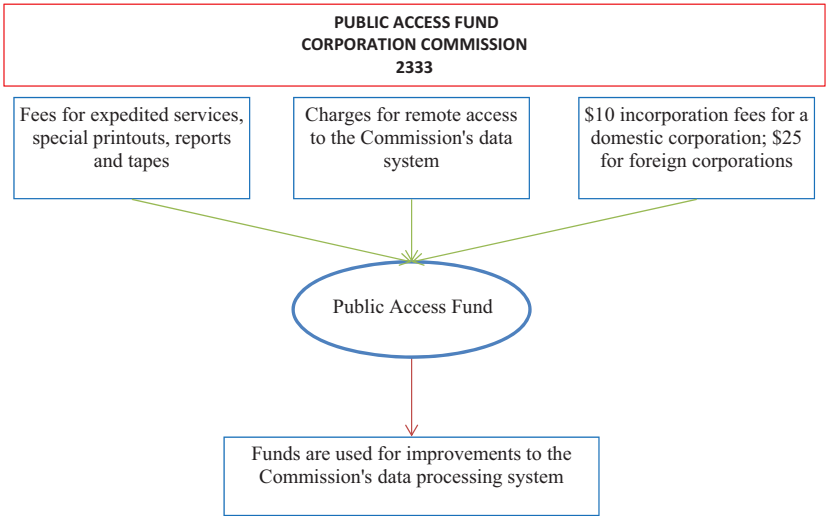 PUBLIC ACCESS FUND
CORPORATION COMMISSION
2333
Fees for expedited services,
special printouts, reports
and tapes
Charges for remote access
to the Commission's data
system
$10 incorporation fees for a
domestic corporation; $25
for foreign corporations
Public Access Fund
Funds are used for improvements to the
Commission's data processing system